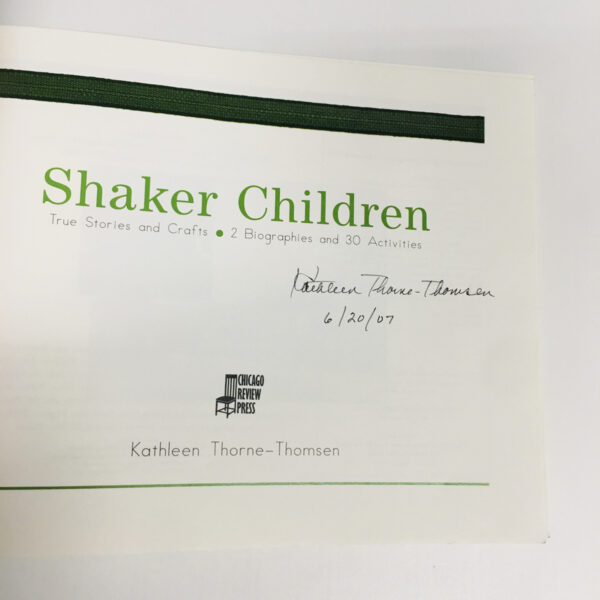 Shaker Children
True Stories and Crafts • 2 Biographies and 30 Activities
Kathleen Thorne-Thomsen
6/20/07
CHICAGO
REVIEW
PRESS
Kathleen Thorne-Thomsen